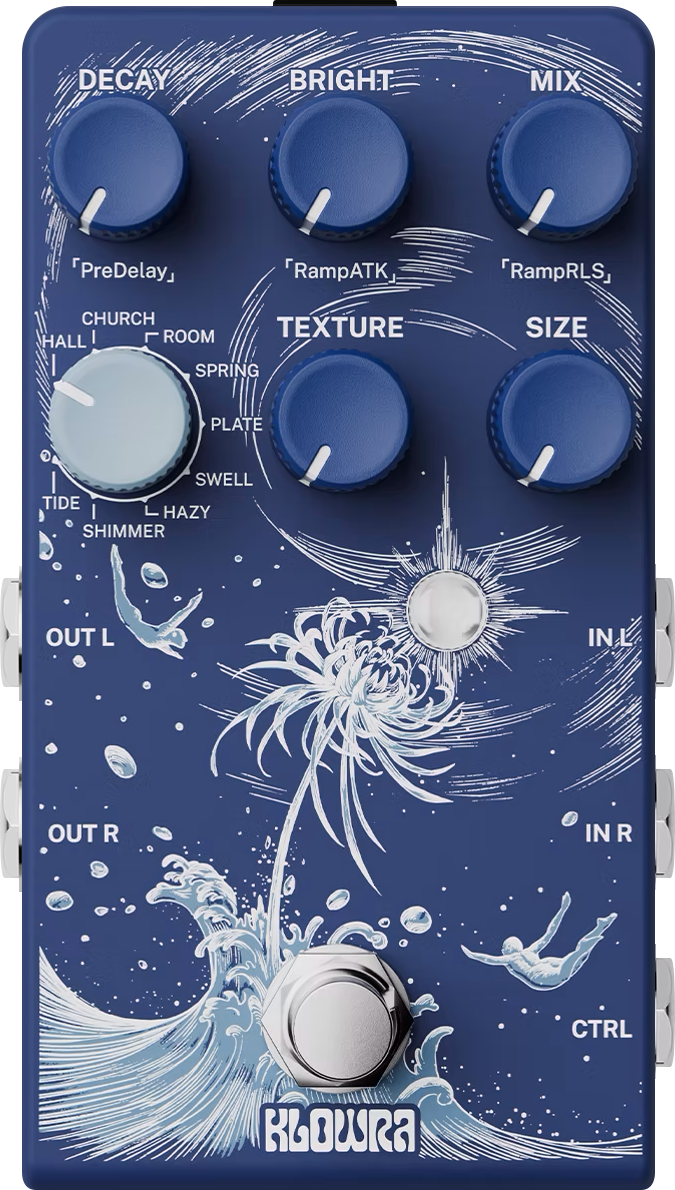 DECAY BRIGHT MIX
「PreDelay」 「RampATK」 「RampRLS」
TEXTURE SIZE
CHURCH
HALL ROOM
SPRING
PLATE
SWELL
TIDE HAZY
SHIMMER
OUT L IN L
OUT R IN R
CTRL
KLOWRA